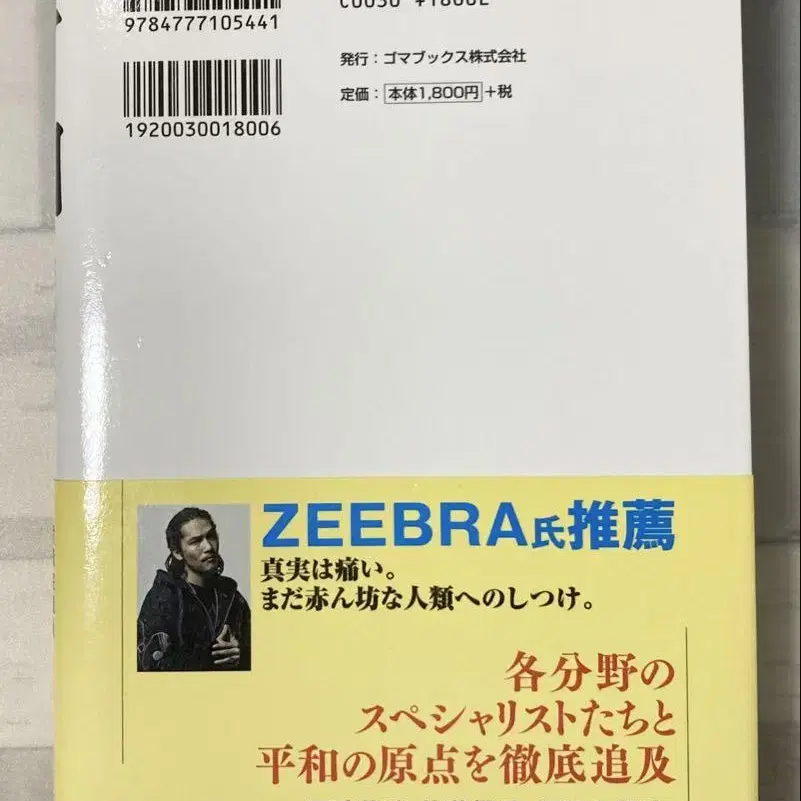 9784777105441
発行：ゴマブックス株式会社
定価：本体1,800円+税
1920030018006
ZEEBRA氏推薦
真実は痛い。
まだ赤ん坊な人類へのしつけ。
各分野の
スペシャリストたちと
平和の原点を徹底追及